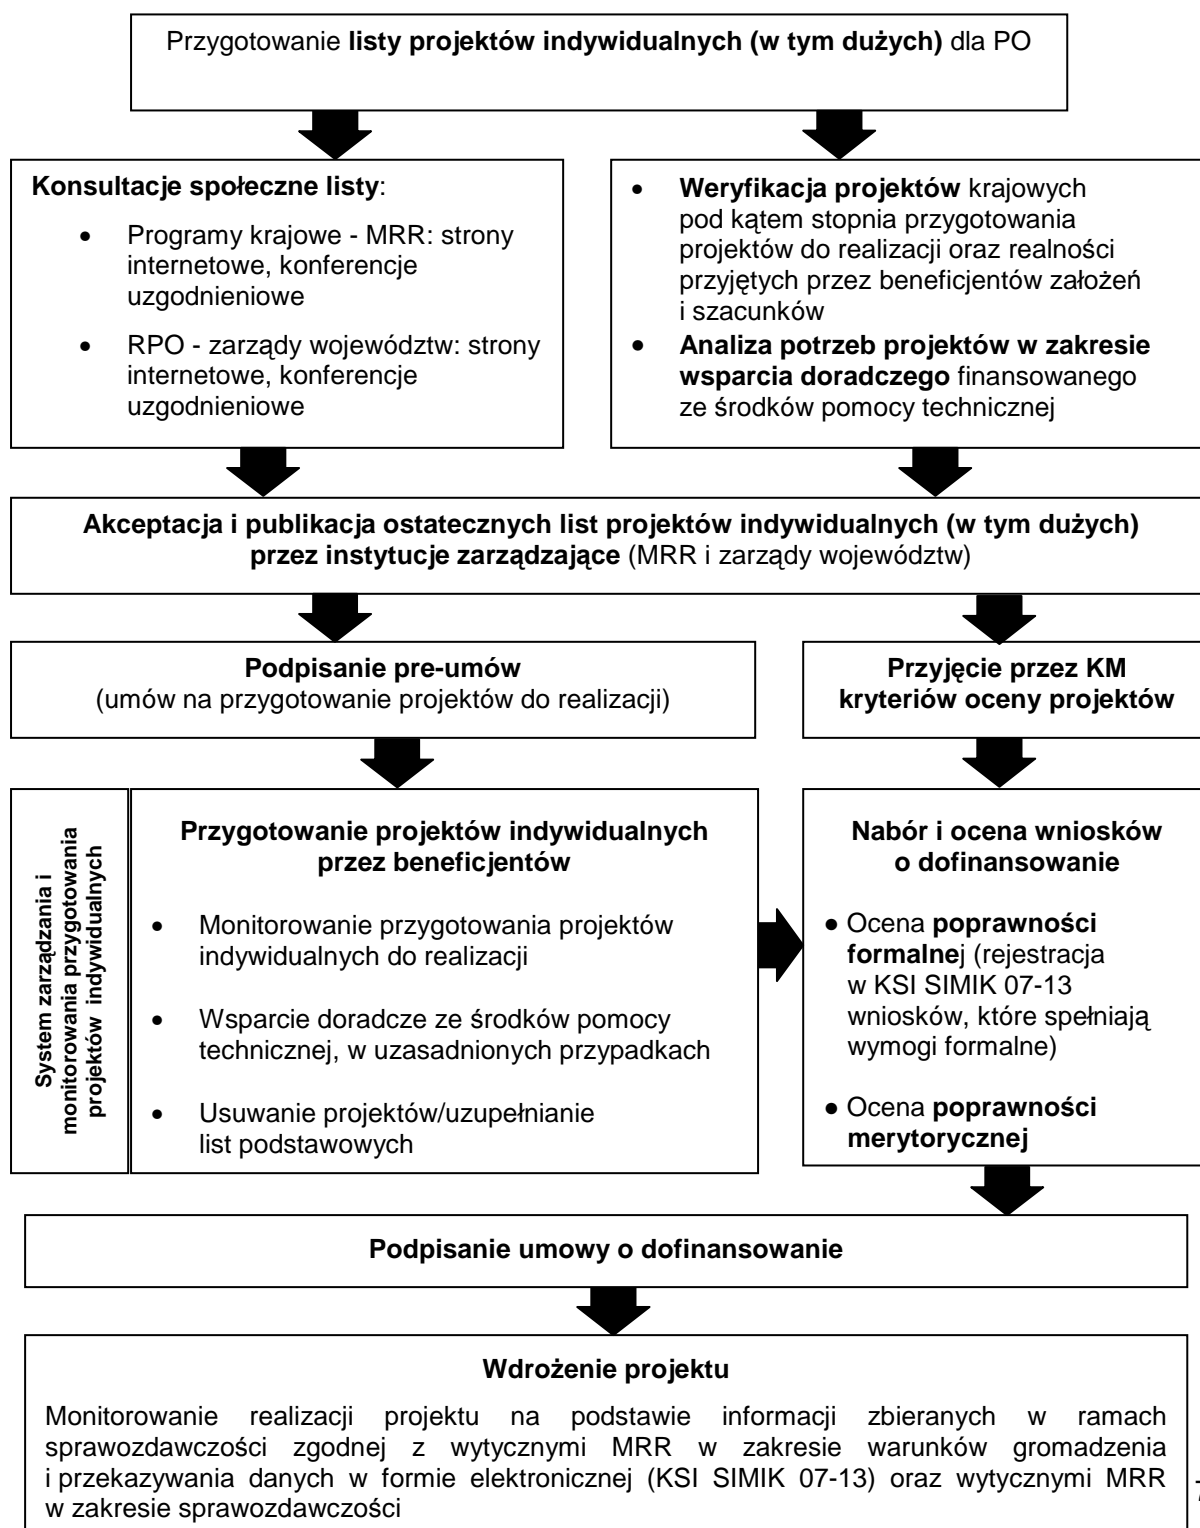 Przygotowanie listy projektów indywidualnych (w tym dużych) dla PO
Konsultacje społeczne listy:
• Programy krajowe - MRR: strony
internetowe, konferencje
uzgodnieniowe
• RPO - zarządy województw: strony
internetowe, konferencje
uzgodnieniowe
• Weryfikacja projektów krajowych
pod kątem stopnia przygotowania
projektów do realizacji oraz realności
przyjętych przez beneficjentów założeń
i szacunków
• Analiza potrzeb projektów w zakresie
wsparcia doradczego finansowanego
ze środków pomocy technicznej
Akceptacja i publikacja ostatecznych list projektów indywidualnych (w tym dużych)
przez instytucje zarządzające (MRR i zarządy województw)
Podpisanie pre-umów
(umów na przygotowanie projektów do realizacji)
Przyjęcie przez KM
kryteriów oceny projektów
System zarządzania i
monitorowania przygotowania
projektów indywidualnych
Przygotowanie projektów indywidualnych
przez beneficjentów
• Monitorowanie przygotowania projektów
indywidualnych do realizacji
• Wsparcie doradcze ze środków pomocy
technicznej, w uzasadnionych przypadkach
• Usuwanie projektów/uzupełnianie
list podstawowych
Nabór i ocena wniosków
o dofinansowanie
• Ocena poprawności
formalnej (rejestracja
w KSI SIMIK 07-13
wniosków, które spełniają
wymogi formalne)
• Ocena poprawności
merytorycznej
Podpisanie umowy o dofinansowanie
Wdrożenie projektu
Monitorowanie realizacji projektu na podstawie informacji zbieranych w ramach
sprawozdawczości zgodnej z wytycznymi MRR w zakresie warunków gromadzenia
i przekazywania danych w formie elektronicznej (KSI SIMIK 07-13) oraz wytycznymi MRR
w zakresie sprawozdawczości